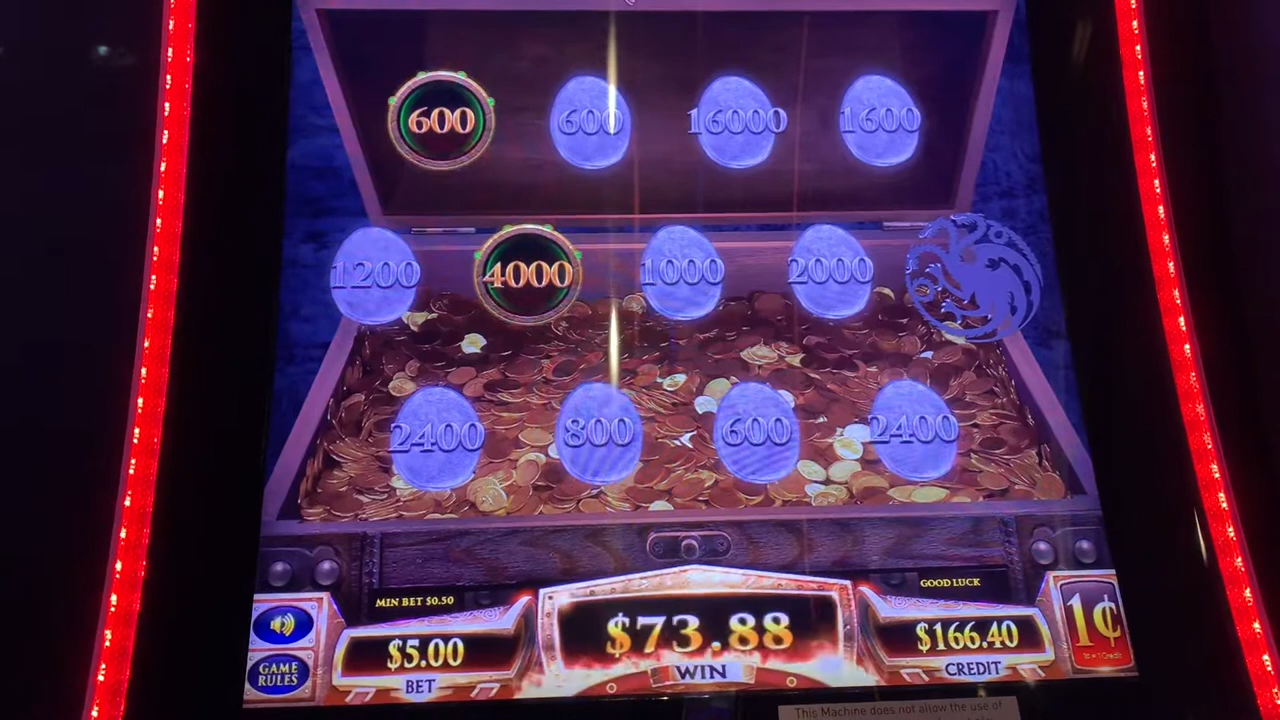 600 600 16000 1600
1200 4000 1000 2000
2400 800 600 2400
MIN BET $0.50
GOOD LUCK
$5.00
BET
$73.88
WIN
$166.40
CREDIT
1¢
GAME
RULES
This Machine does not allow the use of